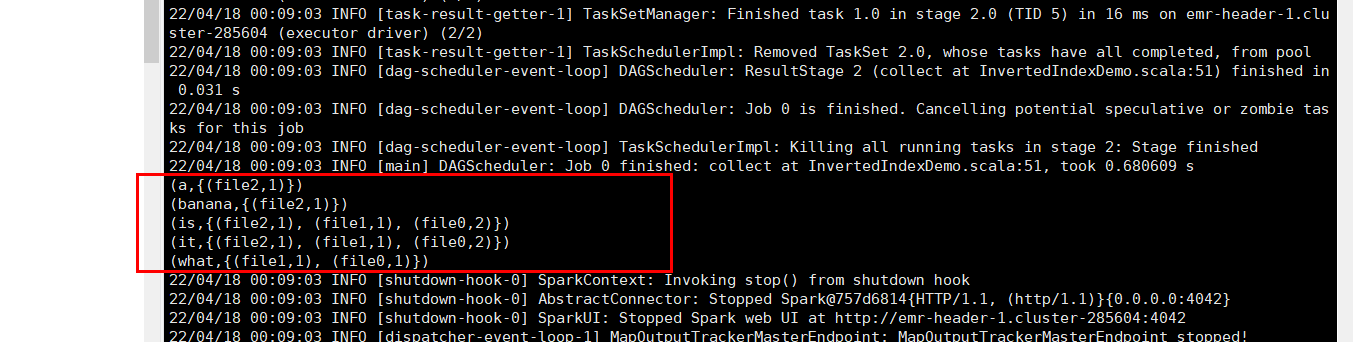 22/04/18 00:09:03 INFO [task-result-getter-1] TaskSetManager: Finished task 1.0 in stage 2.0 (TID 5) in 16 ms on emr-header-1.clu
ster-285604 (executor driver) (2/2)
22/04/18 00:09:03 INFO [task-result-getter-1] TaskSchedulerImpl: Removed TaskSet 2.0, whose tasks have all completed, from pool
22/04/18 00:09:03 INFO [dag-scheduler-event-loop] DAGScheduler: ResultStage 2 (collect at InvertedIndexDemo.scala:51) finished in
 0.031 s
22/04/18 00:09:03 INFO [dag-scheduler-event-loop] DAGScheduler: Job 0 is finished. Cancelling potential speculative or zombie tas
ks for this job
22/04/18 00:09:03 INFO [dag-scheduler-event-loop] TaskSchedulerImpl: Killing all running tasks in stage 2: Stage finished
22/04/18 00:09:03 INFO [main] DAGScheduler: Job 0 finished: collect at InvertedIndexDemo.scala:51, took 0.680609 s
(a,{(file2,1)})
(banana,{(file2,1)})
(is,{(file2,1), (file1,1), (file0,2)})
(it,{(file2,1), (file1,1), (file0,2)})
(what,{(file1,1), (file0,1)})
22/04/18 00:09:03 INFO [shutdown-hook-0] SparkContext: Invoking stop() from shutdown hook
22/04/18 00:09:03 INFO [shutdown-hook-0] AbstractConnector: Stopped Spark@757d6814{HTTP/1.1, (http/1.1)}{0.0.0.0:4042}
22/04/18 00:09:03 INFO [shutdown-hook-0] SparkUI: Stopped Spark web UI at http://emr-header-1.cluster-285604:4042
22/04/18 00:09:03 INFO [dispatcher-event-loop-1] MapOutputTrackerMasterEndpoint: MapOutputTrackerMasterEndpoint stopped!